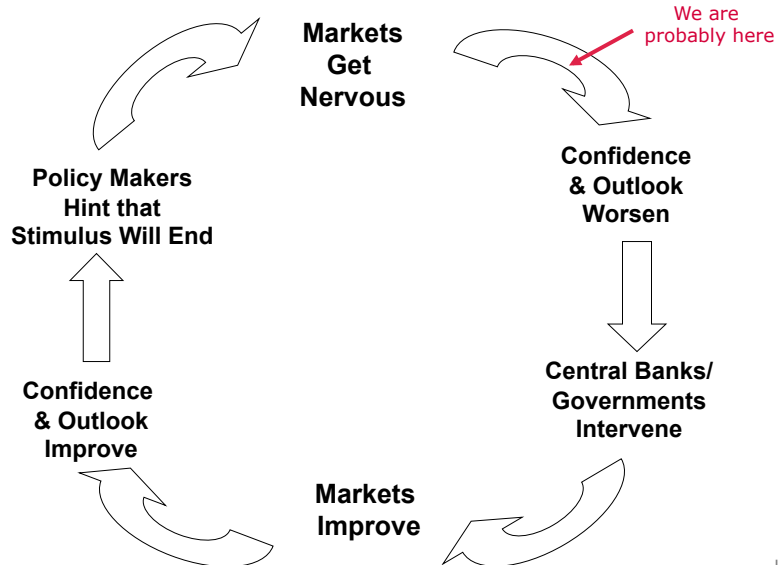 We are
probably here
Markets
Get
Nervous
Confidence
& Outlook
Worsen
Central Banks/
Governments
Intervene
Markets
Improve
Confidence
& Outlook
Improve
Policy Makers
Hint that
Stimulus Will End